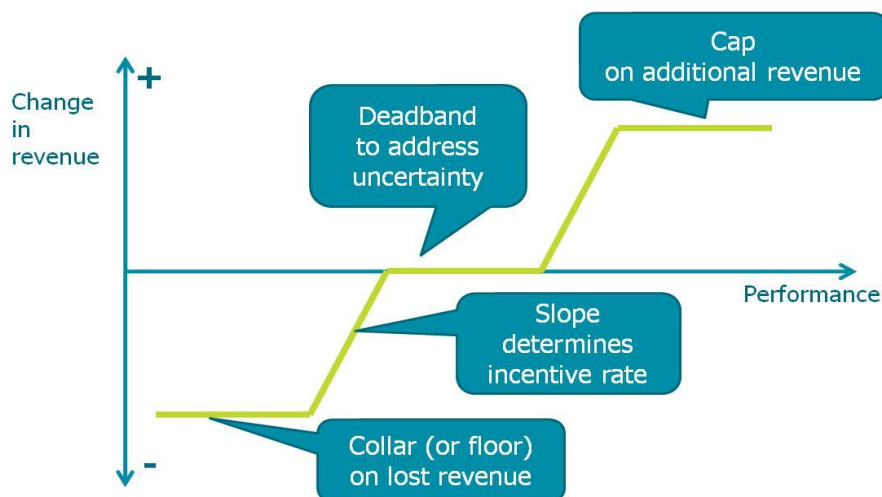 Cap
on additional revenue
+
Change
in
revenue
Deadband
to address
uncertainty
Performance
Slope
determines
incentive rate
Collar (or floor)
on lost revenue
-